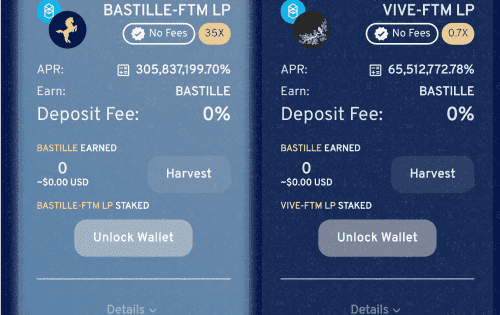 BASTILLE-FTM LP
No Fees 35X
APR: 305,837,199.70%
Earn: BASTILLE
Deposit Fee: 0%
BASTILLE EARNED
0
~$0.00 USD
Harvest
BASTILLE-FTM LP STAKED
Unlock Wallet
Details
VIVE-FTM LP
No Fees 0.7X
APR: 65,512,772.78%
Earn: BASTILLE
Deposit Fee: 0%
BASTILLE EARNED
0
~$0.00 USD
Harvest
VIVE-FTM LP STAKED
Unlock Wallet
Details